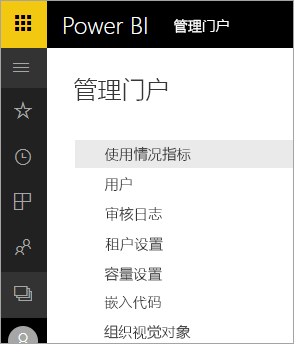 Power BI 管理门户
管理门户
使用情况指标
用户
审核日志
租户设置
容量设置
嵌入代码
组织视觉对象